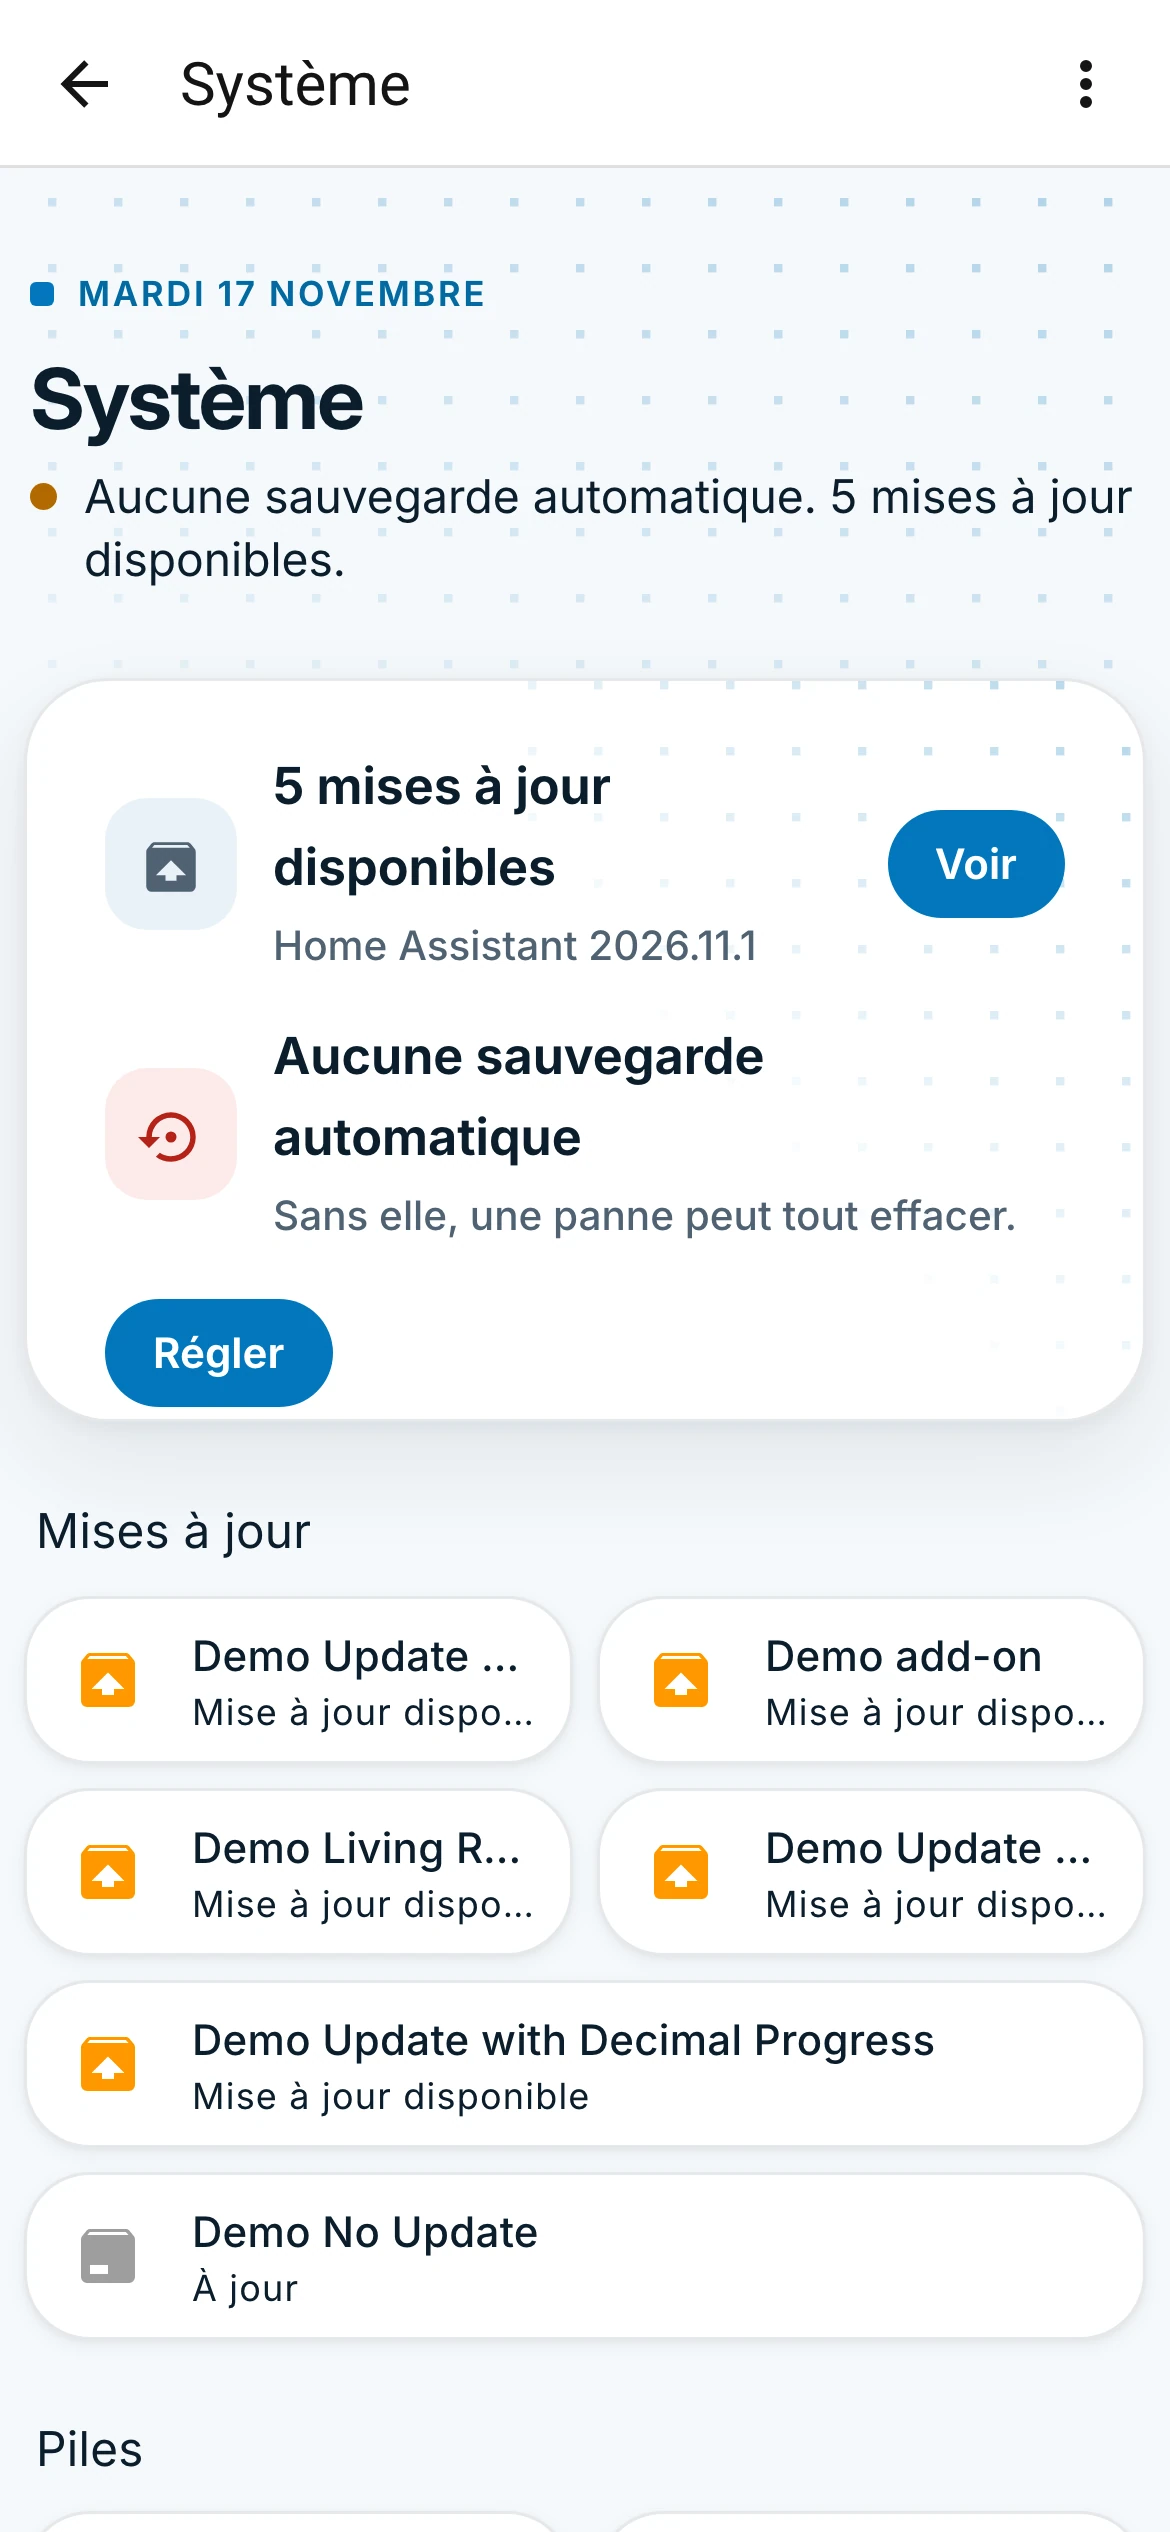 Système
MARDI 17 NOVEMBRE
Système
Aucune sauvegarde automatique. 5 mises à jour
disponibles.
5 mises à jour
disponibles
Home Assistant 2026.11.1
Voir
Aucune sauvegarde
automatique
Sans elle, une panne peut tout effacer.
Régler
Mises à jour
Demo Update ...
Mise à jour dispo...
Demo add-on
Mise à jour dispo...
Demo Living R...
Mise à jour dispo...
Demo Update ...
Mise à jour dispo...
Demo Update with Decimal Progress
Mise à jour disponible
Demo No Update
À jour
Piles